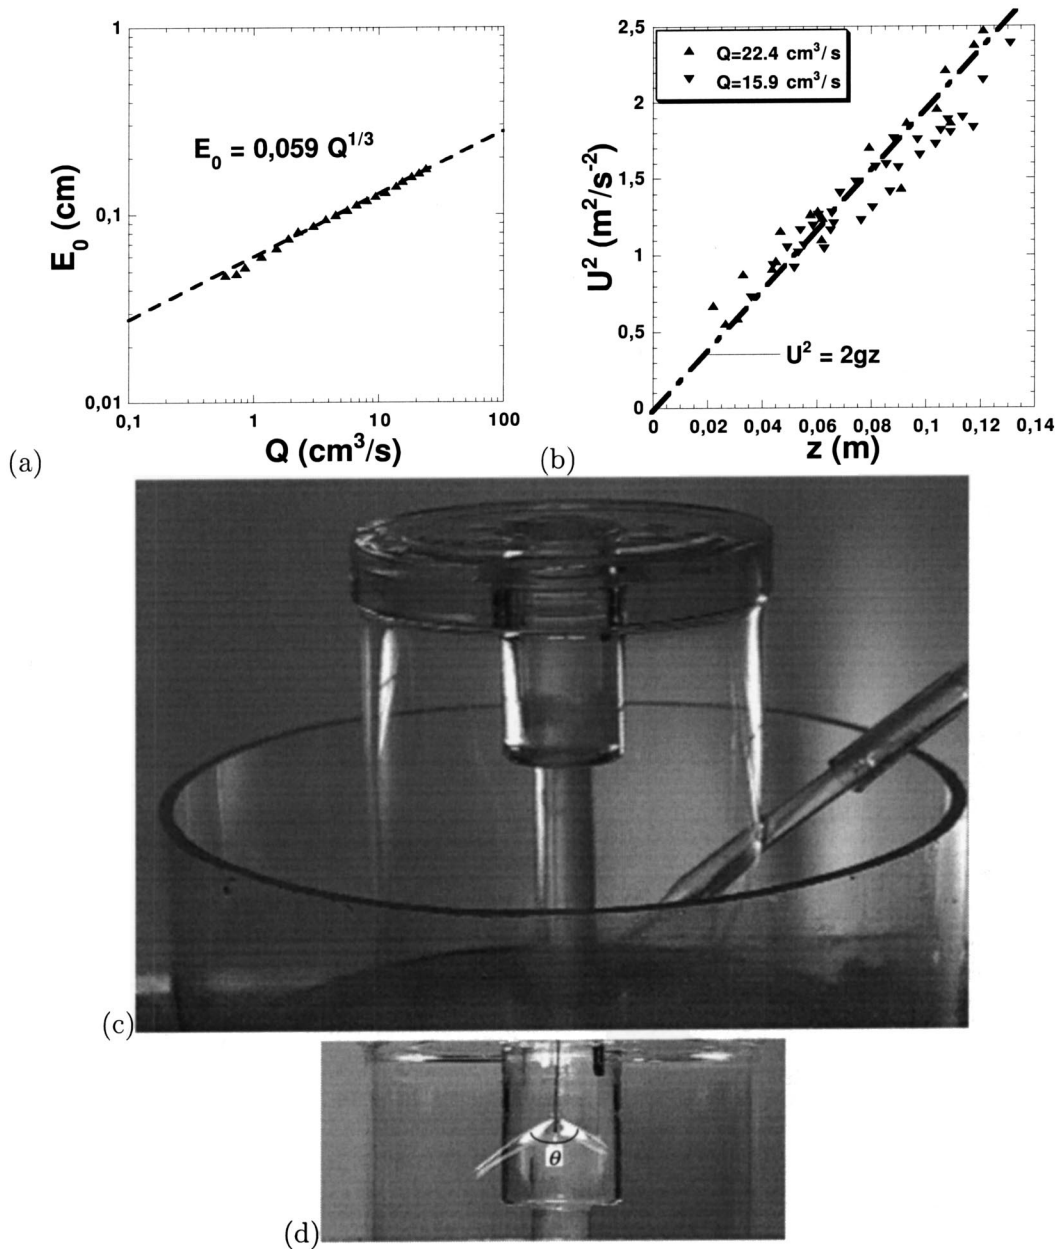 1
0,1
0,01
E₀ (cm)
E₀ = 0,059 Q^1/3
0,1
1
10
100
Q (cm³/s)
(a)
2,5
2
1,5
1
0,5
0
U² (m²/s⁻²)
Q=22.4 cm³/s
Q=15.9 cm³/s
U² = 2gz
0
0,02
0,04
0,06
0,08
0,1
0,12
0,14
z (m)
(b)
(c)
θ
(d)